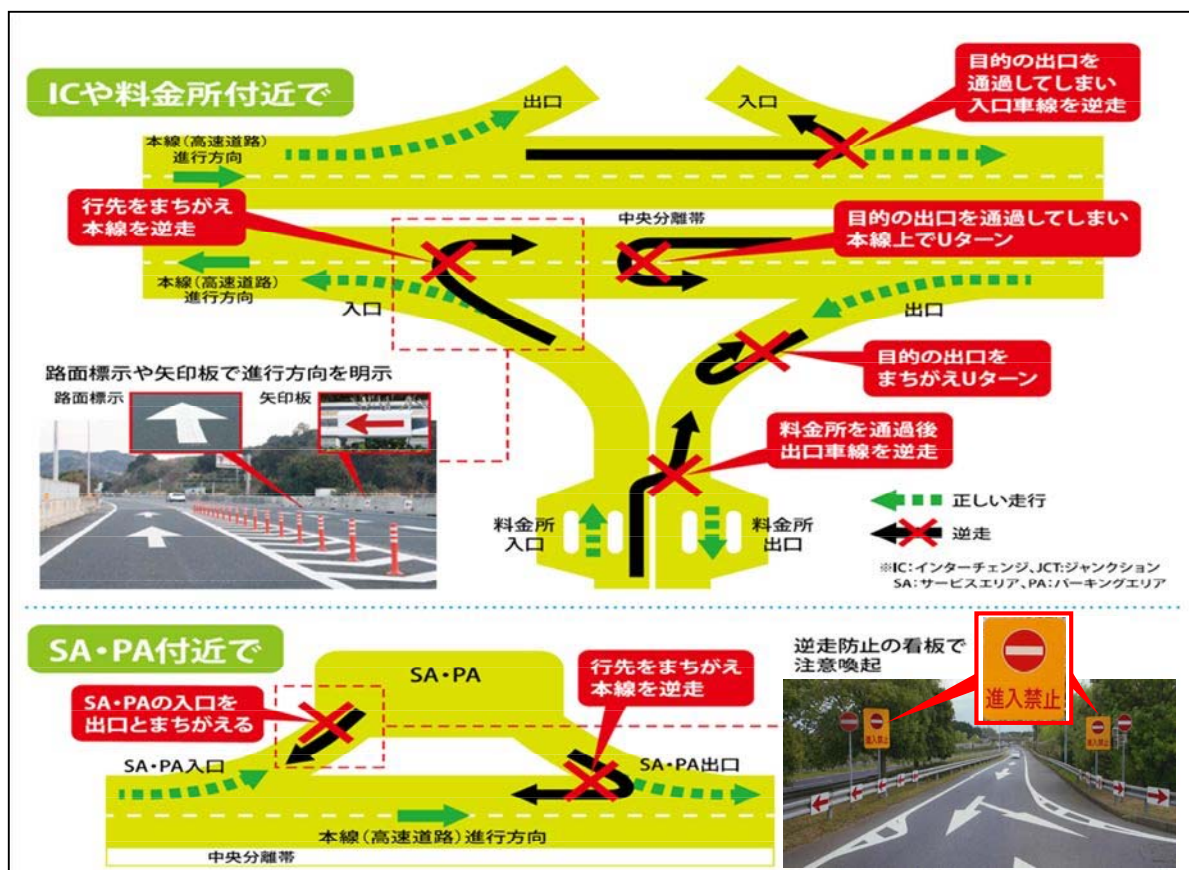 ICや料金所付近で
目的の出口を
通過してしまい
入口車線を逆走
出口
入口
本線(高速道路)
進行方向
行先をまちがえ
本線を逆走
中央分離帯
目的の出口を通過してしまい
本線上でUターン
本線(高速道路)
進行方向
入口
出口
目的の出口を
まちがえUターン
路面標示や矢印板で進行方向を明示
路面標示
矢印板
料金所を通過後
出口車線を逆走
料金所
入口
料金所
出口
正しい走行
逆走
※IC:インターチェンジ、JCT:ジャンクション
SA:サービスエリア、PA:パーキングエリア
SA・PA付近で
SA・PA
行先をまちがえ
本線を逆走
SA・PAの入口を
出口とまちがえる
SA・PA入口
SA・PA出口
本線(高速道路)進行方向
中央分離帯
逆走防止の看板で
注意喚起
進入禁止
進入禁止
進入禁止